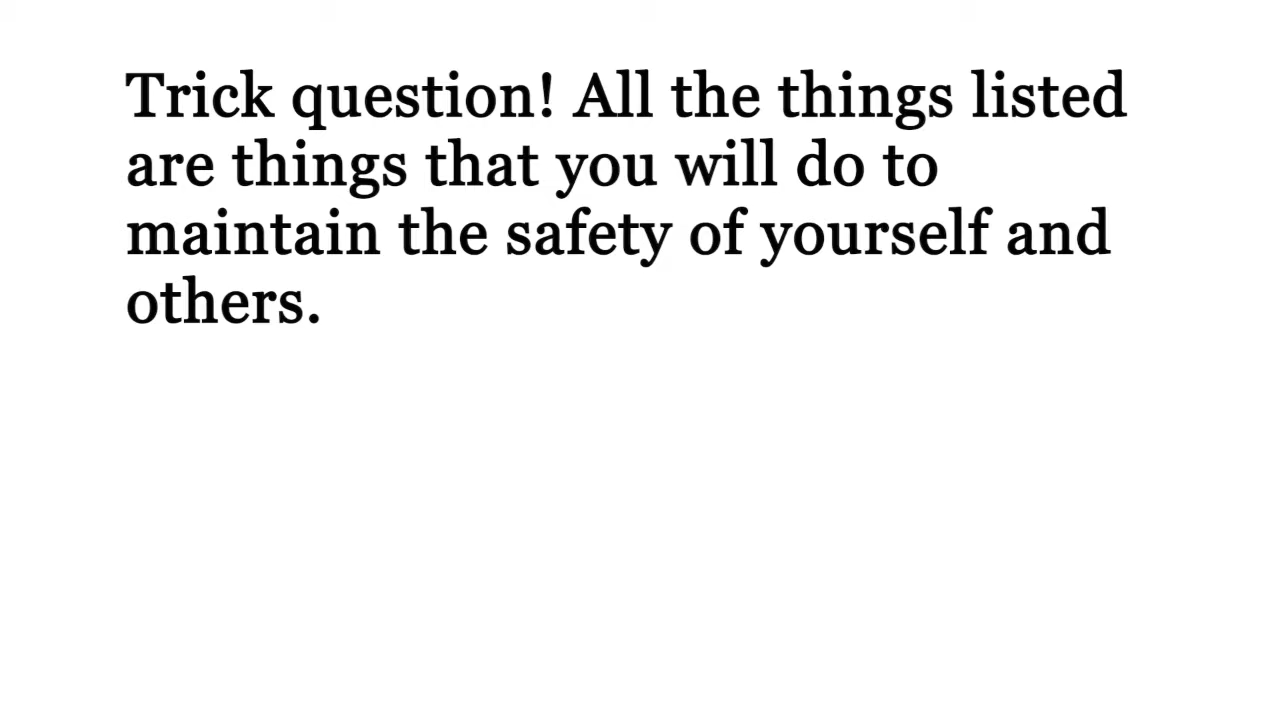 Trick question! All the things listed
are things that you will do to
maintain the safety of yourself and
others.